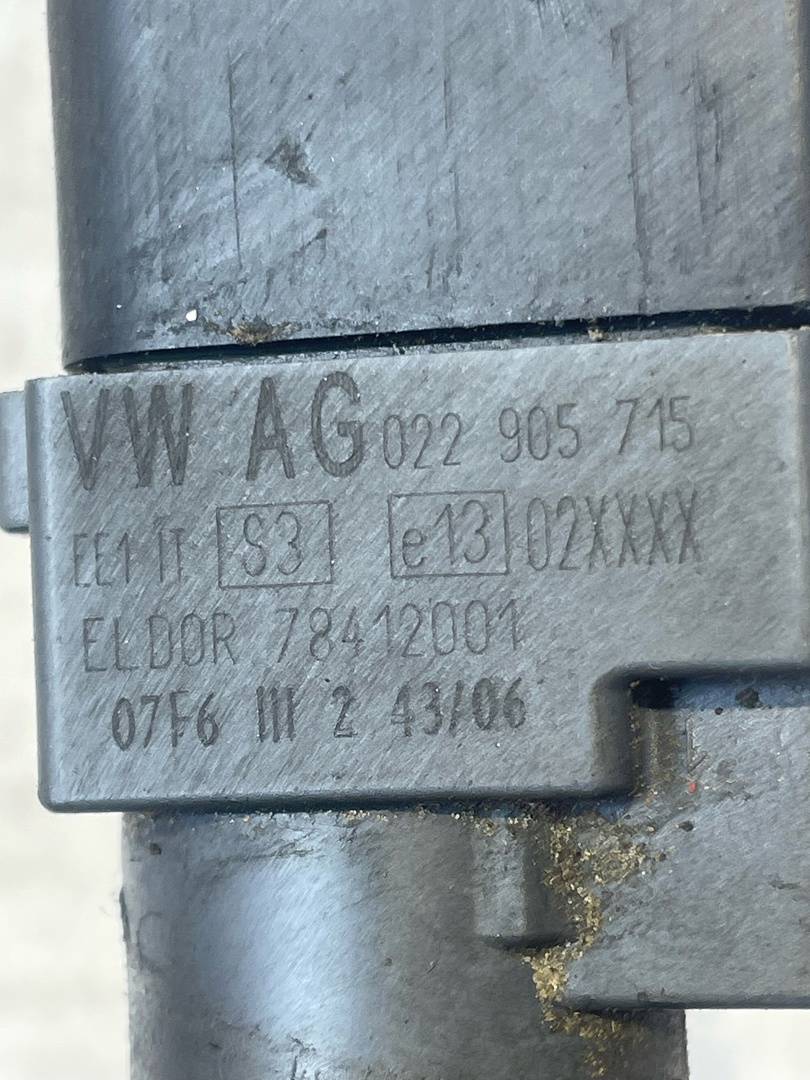 VW AG 022 905 715
EE1 IT S3 e13 02XXXX
ELDOR 78412001
07F6 III 2 43/06